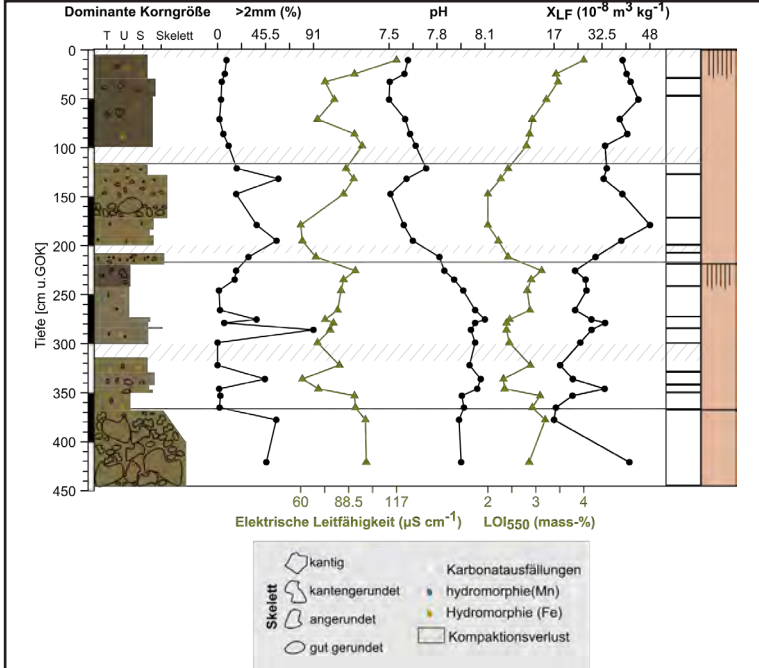 Dominante Korngröße >2mm (%) pH X_LF (10⁻⁸ m³ kg⁻¹)
T U S Skelett 0 45.5 91 7.5 7.8 8.1 17 32.5 48
0
50
100
150
200
250
300
350
400
450
Tiefe [cm u.GOK]
60 88.5 117 2 3 4
Elektrische Leitfähigkeit (µS cm⁻¹) LOI₅₅₀ (mass-%)
Skelett
kantig
kantengerundet
angerundet
gut gerundet
Karbonatausfällungen
hydromorphie(Mn)
Hydromorphie (Fe)
Kompaktionsverlust